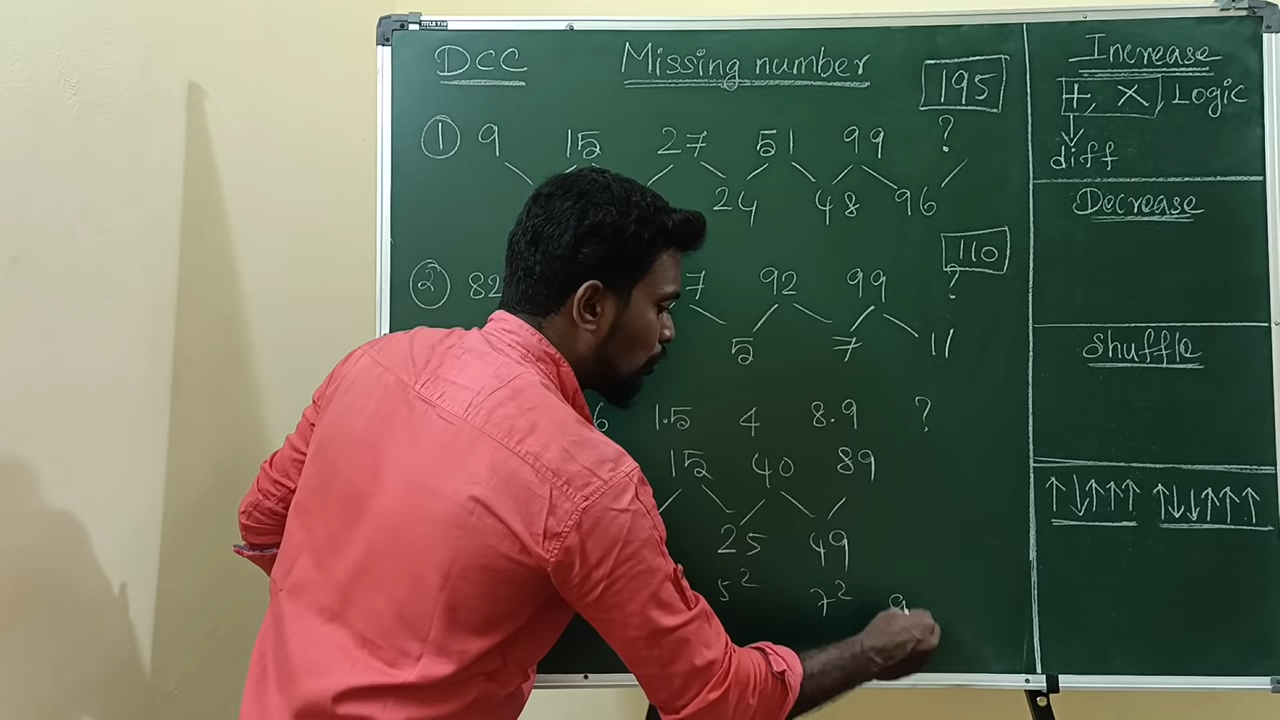 DCC Missing number 195
① 9 15 27 51 99 ?
24 48 96
110
② 82 7 92 99 ?
5 7 11
6 1.5 4 8.9 ?
15 40 89
25 49
5² 7² 9
Increase
+, ×, Logic
diff
Decrease
Shuffle
↑↓↑↑↑ ↑↓↓↑↑↑